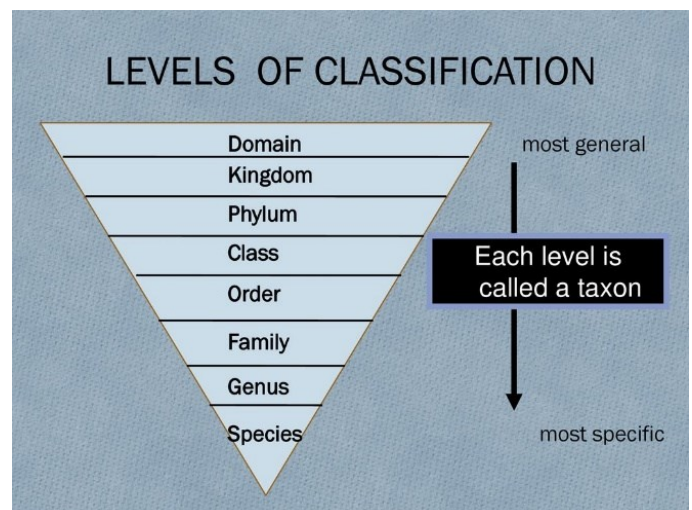 LEVELS OF CLASSIFICATION
Domain
most general
Kingdom
Phylum
Class
Each level is
called a taxon
Order
Family
Genus
Species
most specific